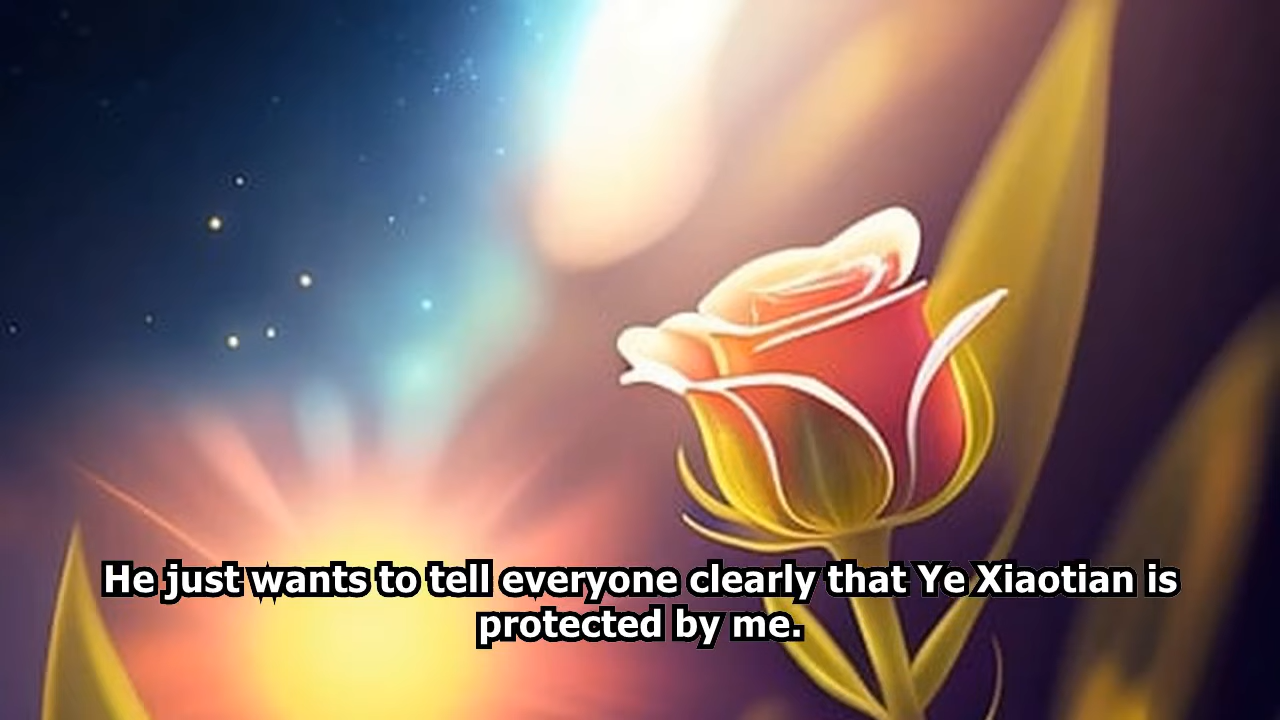 He just wants to tell everyone clearly that Ye Xiaotian is
protected by me.